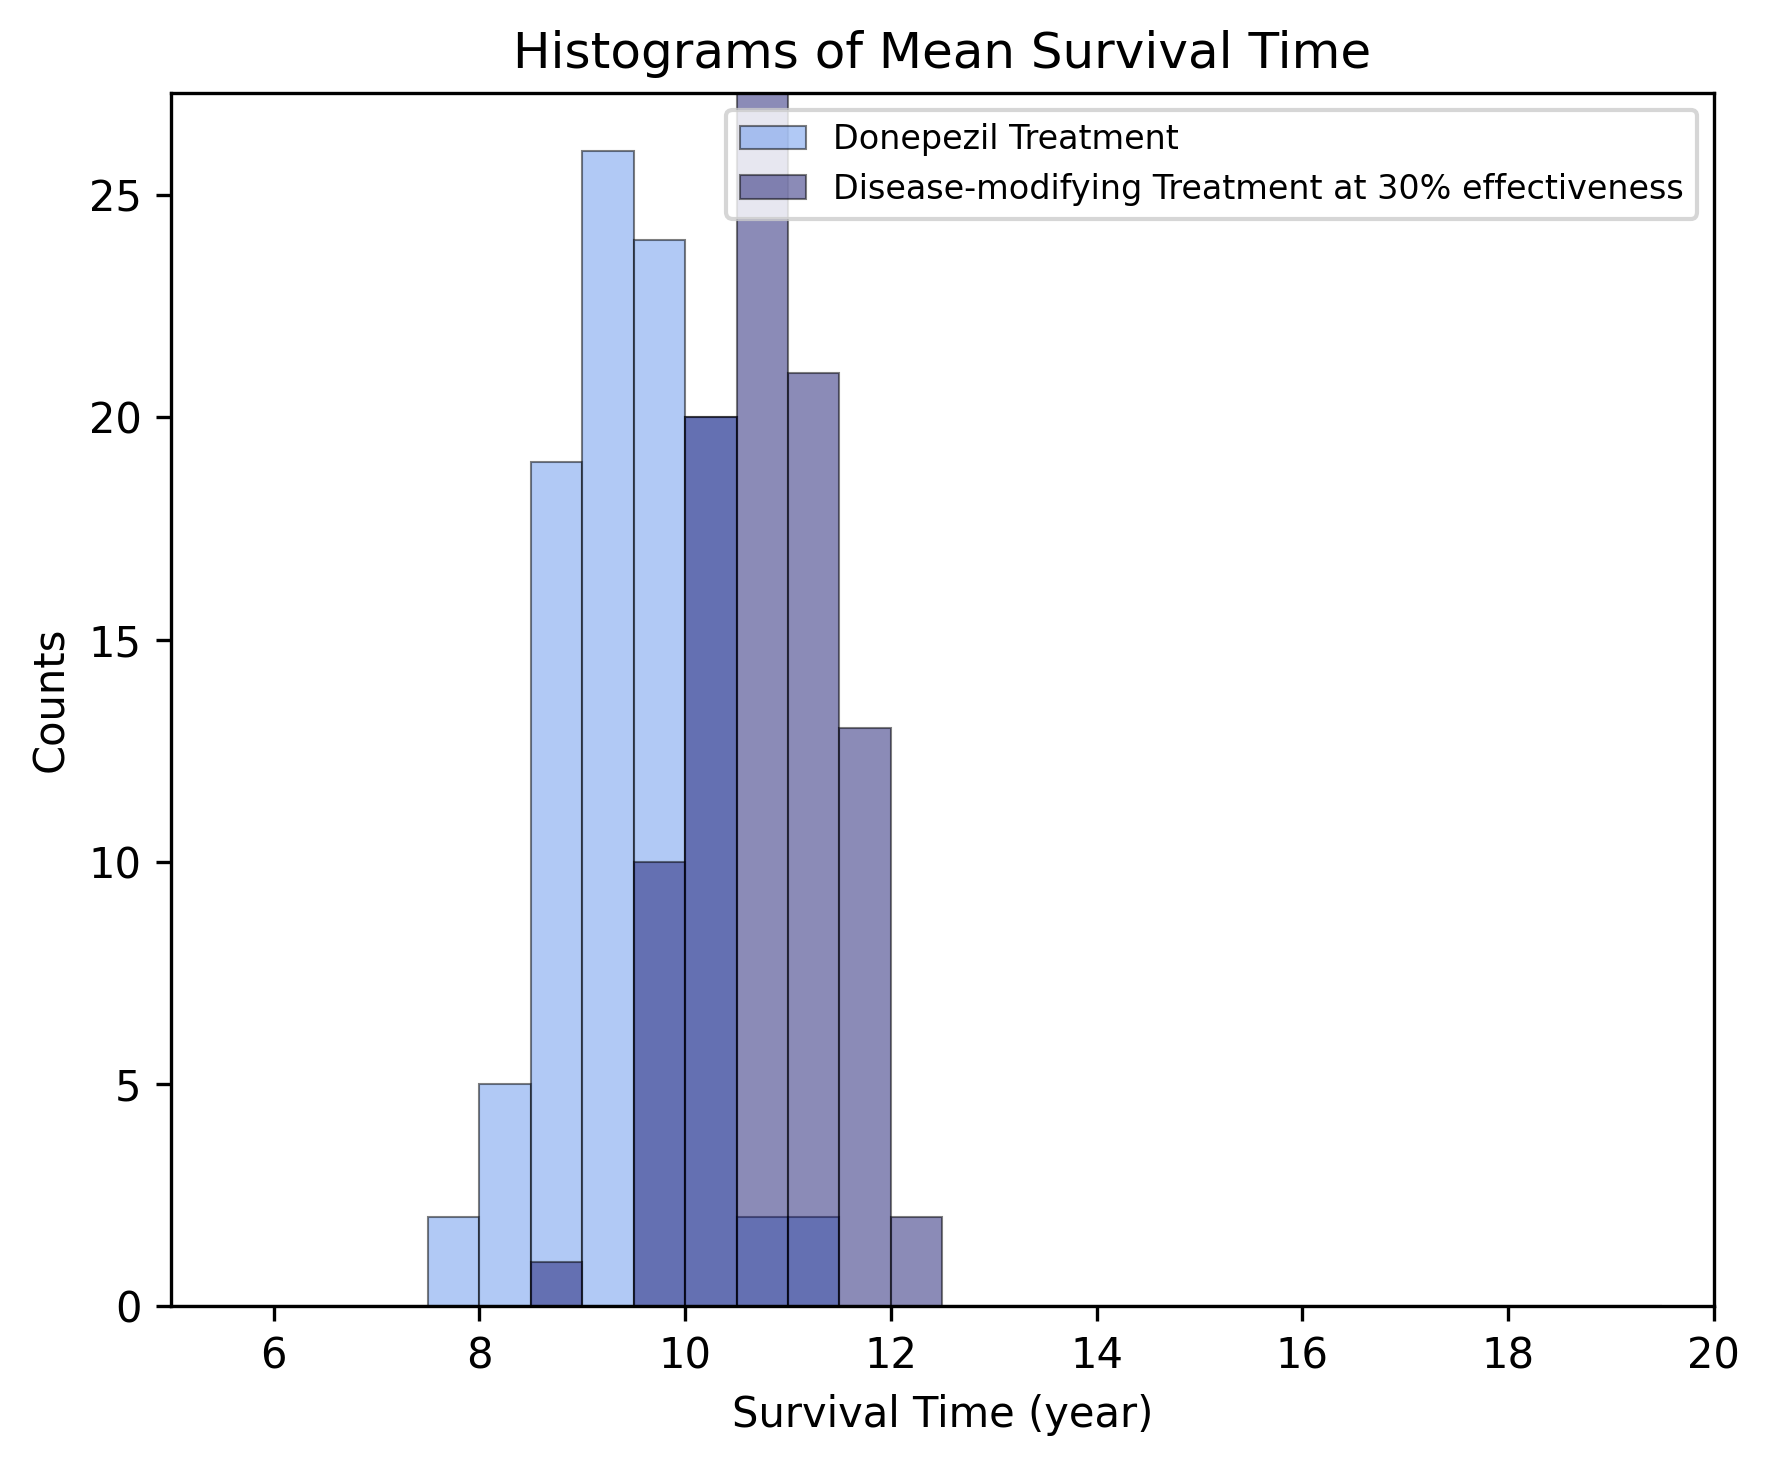 Histograms of Mean Survival Time
Donepezil Treatment
Disease-modifying Treatment at 30% effectiveness
25
20
15
10
5
0
Counts
6 8 10 12 14 16 18 20
Survival Time (year)